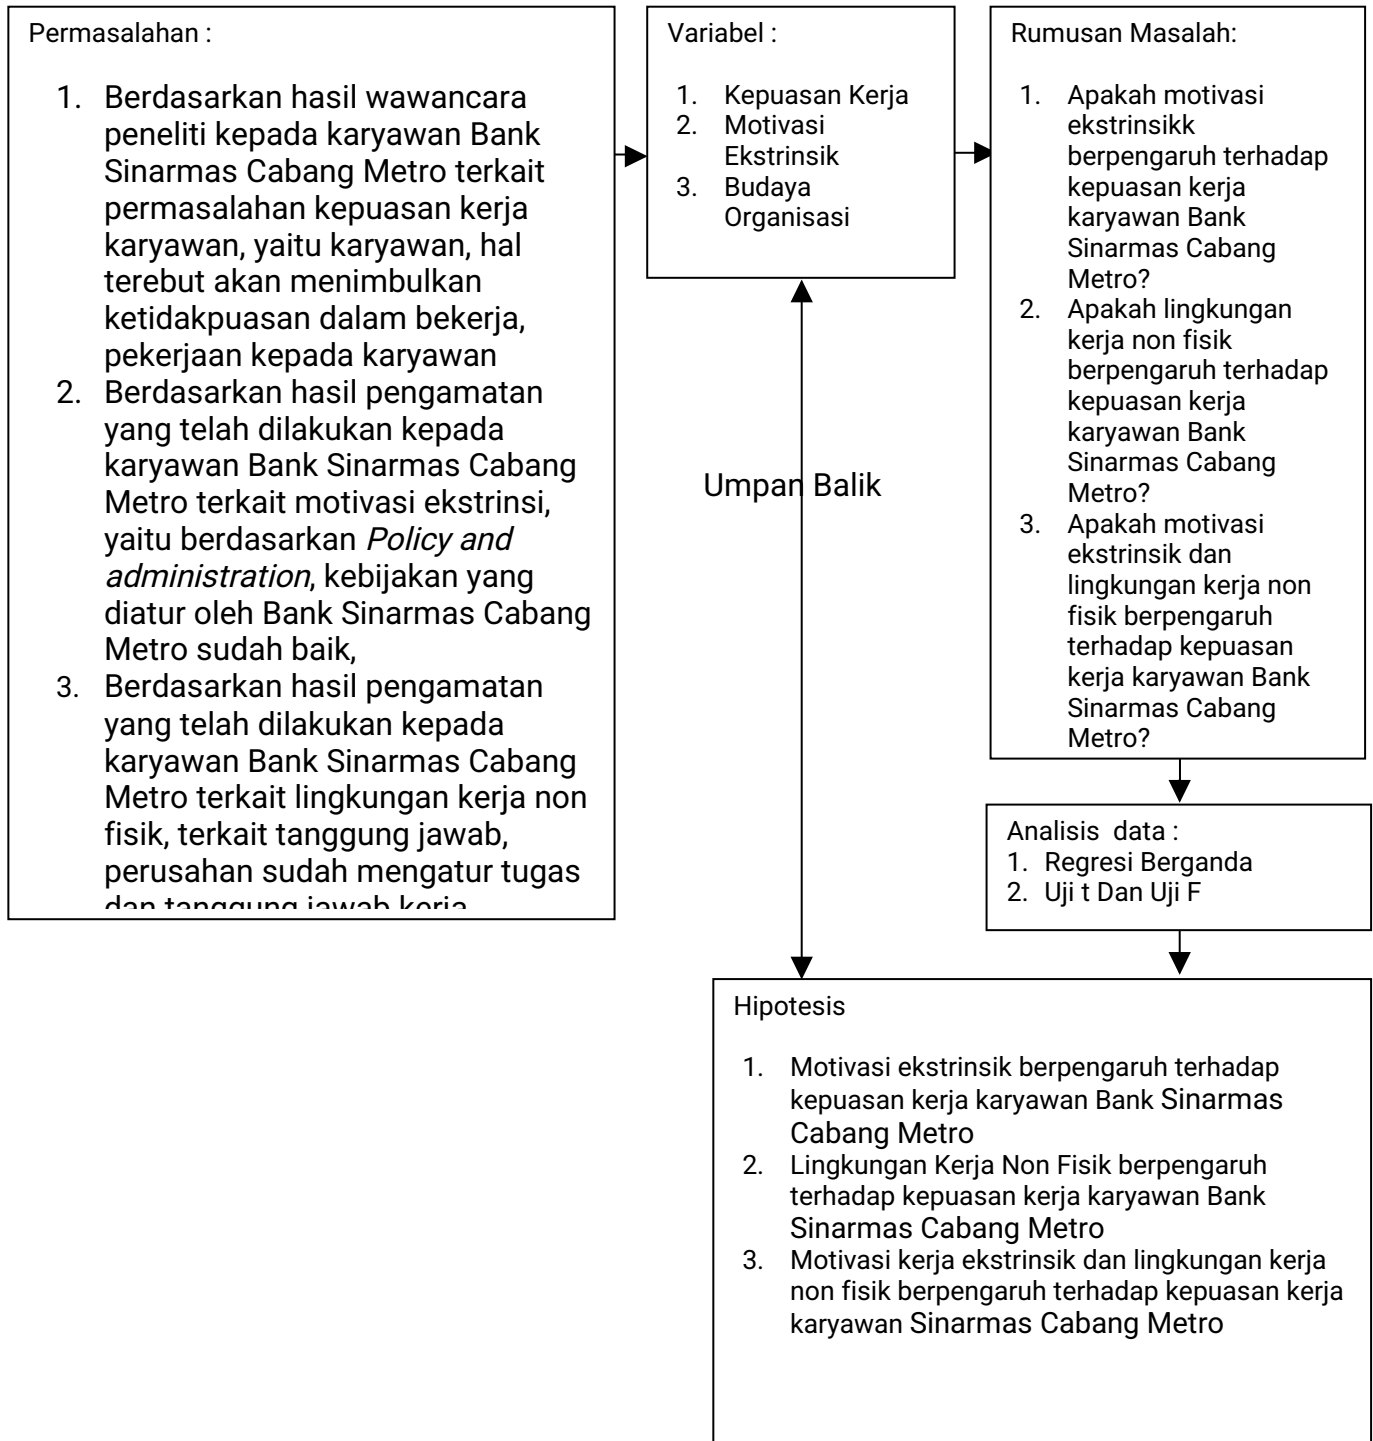 Permasalahan :
1. Berdasarkan hasil wawancara
peneliti kepada karyawan Bank
Sinarmas Cabang Metro terkait
permasalahan kepuasan kerja
karyawan, yaitu karyawan, hal
terebut akan menimbulkan
ketidakpuasan dalam bekerja,
pekerjaan kepada karyawan
2. Berdasarkan hasil pengamatan
yang telah dilakukan kepada
karyawan Bank Sinarmas Cabang
Metro terkait motivasi ekstrinsi,
yaitu berdasarkan Policy and
administration, kebijakan yang
diatur oleh Bank Sinarmas Cabang
Metro sudah baik,
3. Berdasarkan hasil pengamatan
yang telah dilakukan kepada
karyawan Bank Sinarmas Cabang
Metro terkait lingkungan kerja non
fisik, terkait tanggung jawab,
perusahan sudah mengatur tugas
dan tanggung jawab kerja
Variabel :
1. Kepuasan Kerja
2. Motivasi
Ekstrinsik
3. Budaya
Organisasi
Rumusan Masalah:
1. Apakah motivasi
ekstrinsikk
berpengaruh terhadap
kepuasan kerja
karyawan Bank
Sinarmas Cabang
Metro?
2. Apakah lingkungan
kerja non fisik
berpengaruh terhadap
kepuasan kerja
karyawan Bank
Sinarmas Cabang
Metro?
3. Apakah motivasi
ekstrinsik dan
lingkungan kerja non
fisik berpengaruh
terhadap kepuasan
kerja karyawan Bank
Sinarmas Cabang
Metro?
Umpan Balik
Analisis data :
1. Regresi Berganda
2. Uji t Dan Uji F
Hipotesis
1. Motivasi ekstrinsik berpengaruh terhadap
kepuasan kerja karyawan Bank Sinarmas
Cabang Metro
2. Lingkungan Kerja Non Fisik berpengaruh
terhadap kepuasan kerja karyawan Bank
Sinarmas Cabang Metro
3. Motivasi kerja ekstrinsik dan lingkungan kerja
non fisik berpengaruh terhadap kepuasan kerja
karyawan Sinarmas Cabang Metro